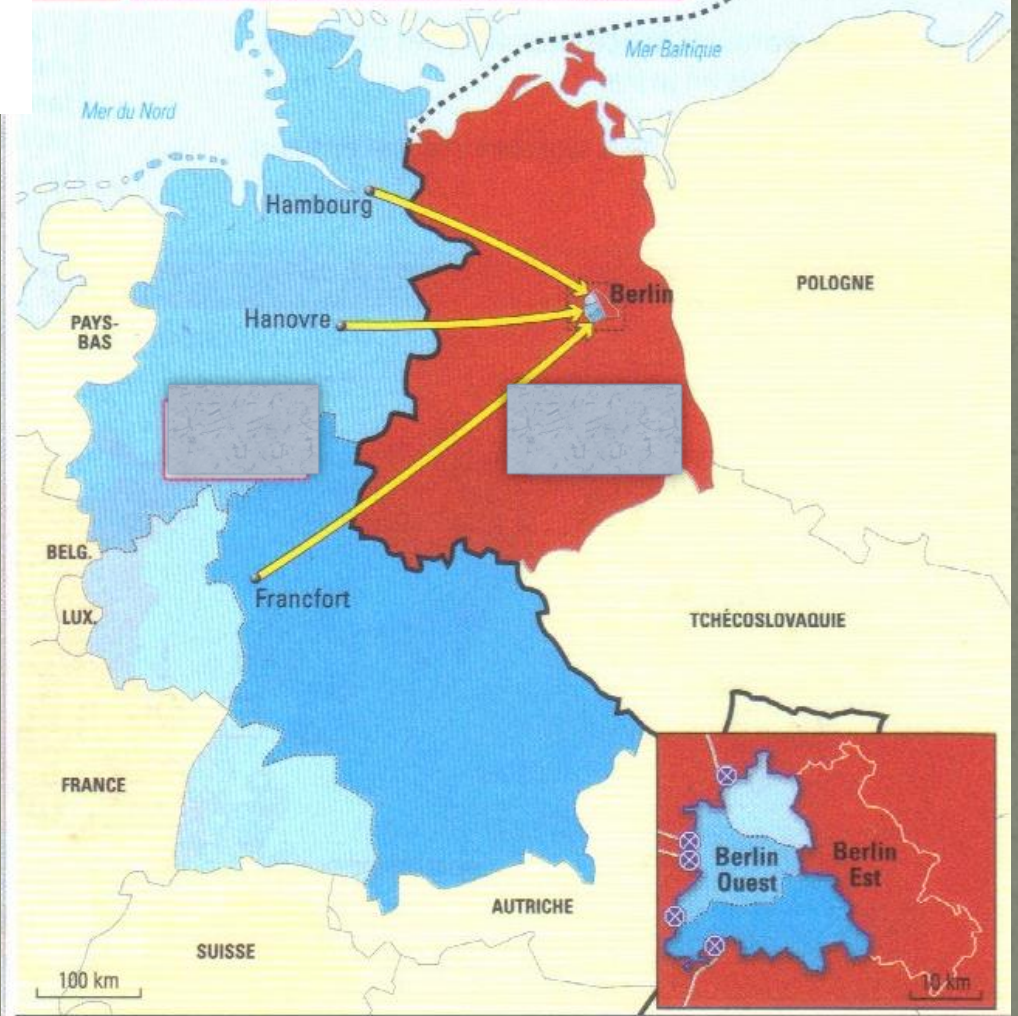 Mer Baltique
Mer du Nord
Hambourg
POLOGNE
Berlin
Hanovre
PAYS-
BAS
BELG.
Francfort
LUX.
TCHÉCOSLOVAQUIE
FRANCE
Berlin
Ouest
Berlin
Est
AUTRICHE
SUISSE
100 km
10 km